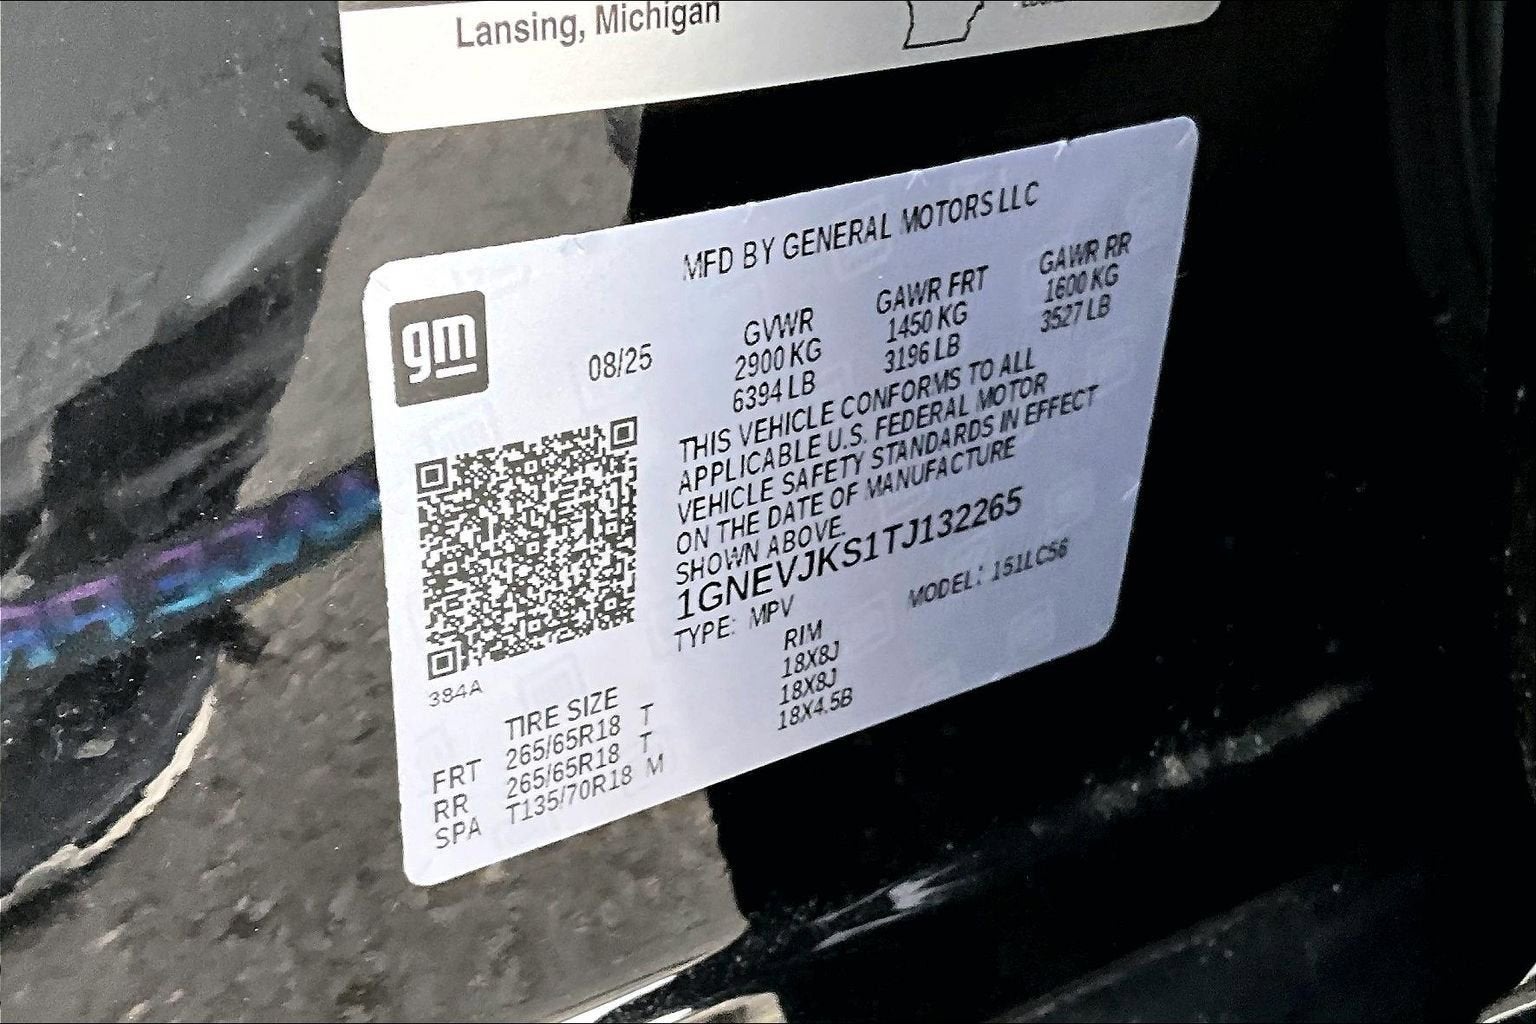 Lansing, Michigan
MFD BY GENERAL MOTORS LLC
gm
08/25
GVWR GAWR FRT GAWR RR
2900 KG 1450 KG 1600 KG
6394 LB 3196 LB 3527 LB
THIS VEHICLE CONFORMS TO ALL
APPLICABLE U.S. FEDERAL MOTOR
VEHICLE SAFETY STANDARDS IN EFFECT
ON THE DATE OF MANUFACTURE
SHOWN ABOVE.
1GNEVJKS1TJ132265
TYPE: MPV MODEL: 151LC56
384A
TIRE SIZE RIM
FRT 265/65R18 T 18X8J
RR 265/65R18 T 18X8J
SPA T135/70R18 M 18X4.5B